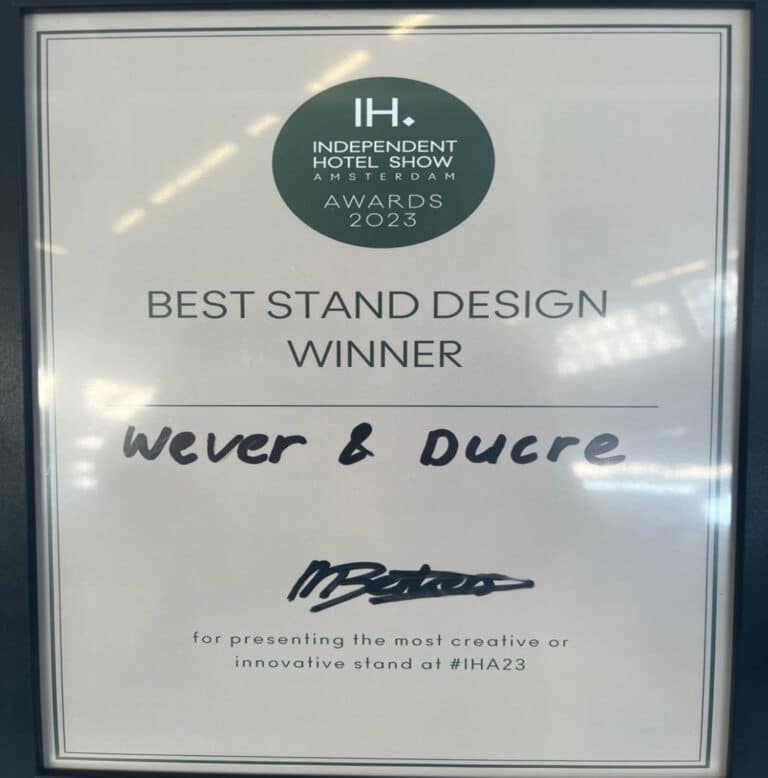 IH.
INDEPENDENT
HOTEL SHOW
AMSTERDAM
AWARDS
2023
BEST STAND DESIGN
WINNER
Wever & Ducre
for presenting the most creative or
innovative stand at #IHA23